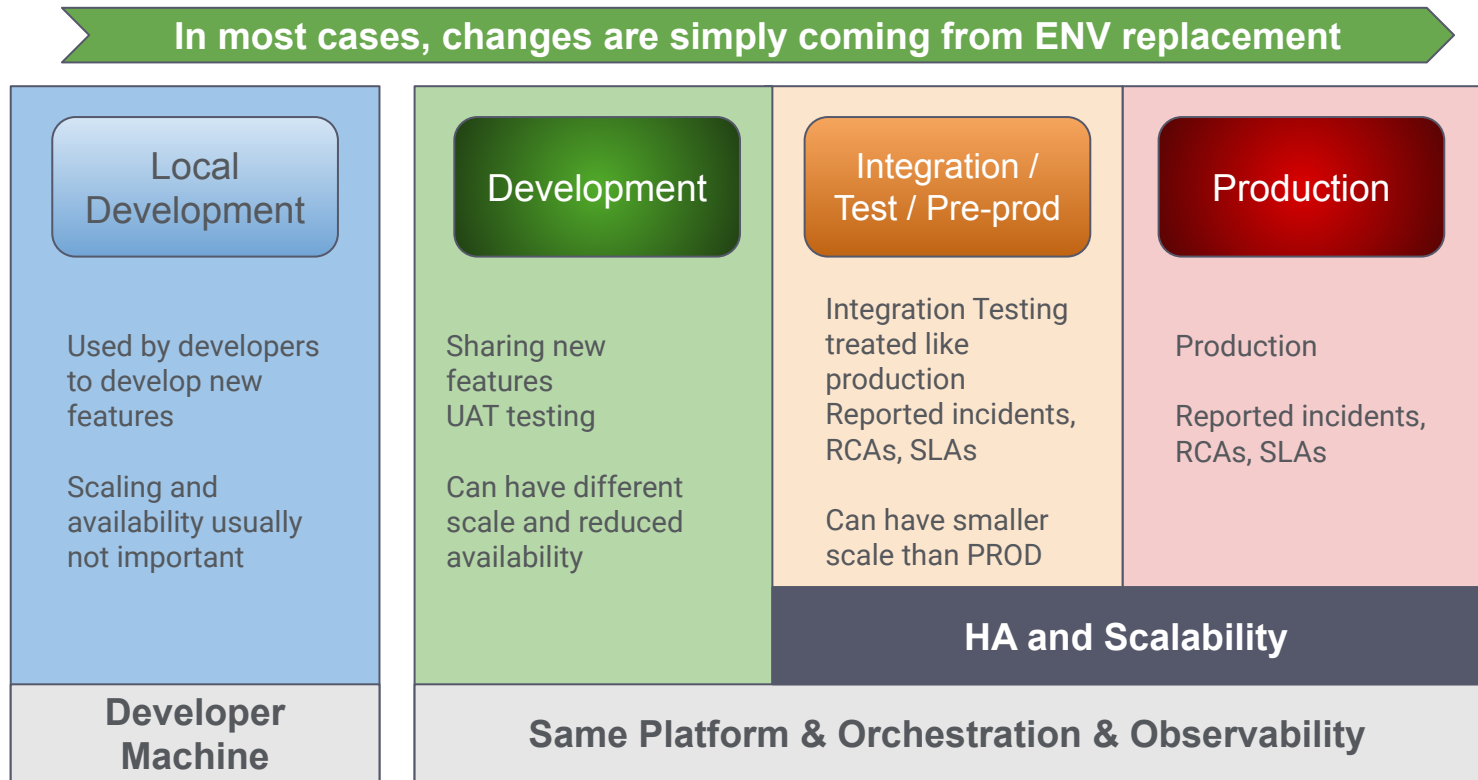 In most cases, changes are simply coming from ENV replacement
Local
Development
Used by developers
to develop new
features
Scaling and
availability usually
not important
Developer
Machine
Development
Sharing new
features
UAT testing
Can have different
scale and reduced
availability
Integration /
Test / Pre-prod
Integration Testing
treated like
production
Reported incidents,
RCAs, SLAs
Can have smaller
scale than PROD
Production
Production
Reported incidents,
RCAs, SLAs
HA and Scalability
Same Platform & Orchestration & Observability